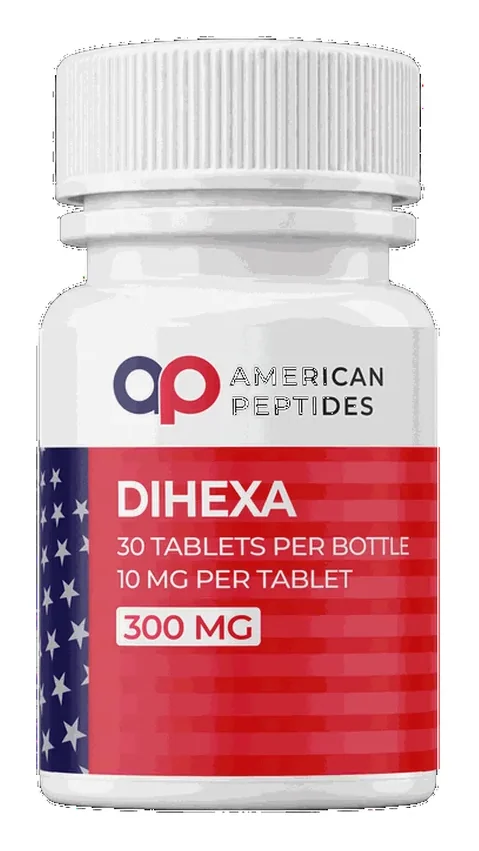 ap AMERICAN
PEPTIDES
DIHEXA
30 TABLETS PER BOTTLE
10 MG PER TABLET
300 MG